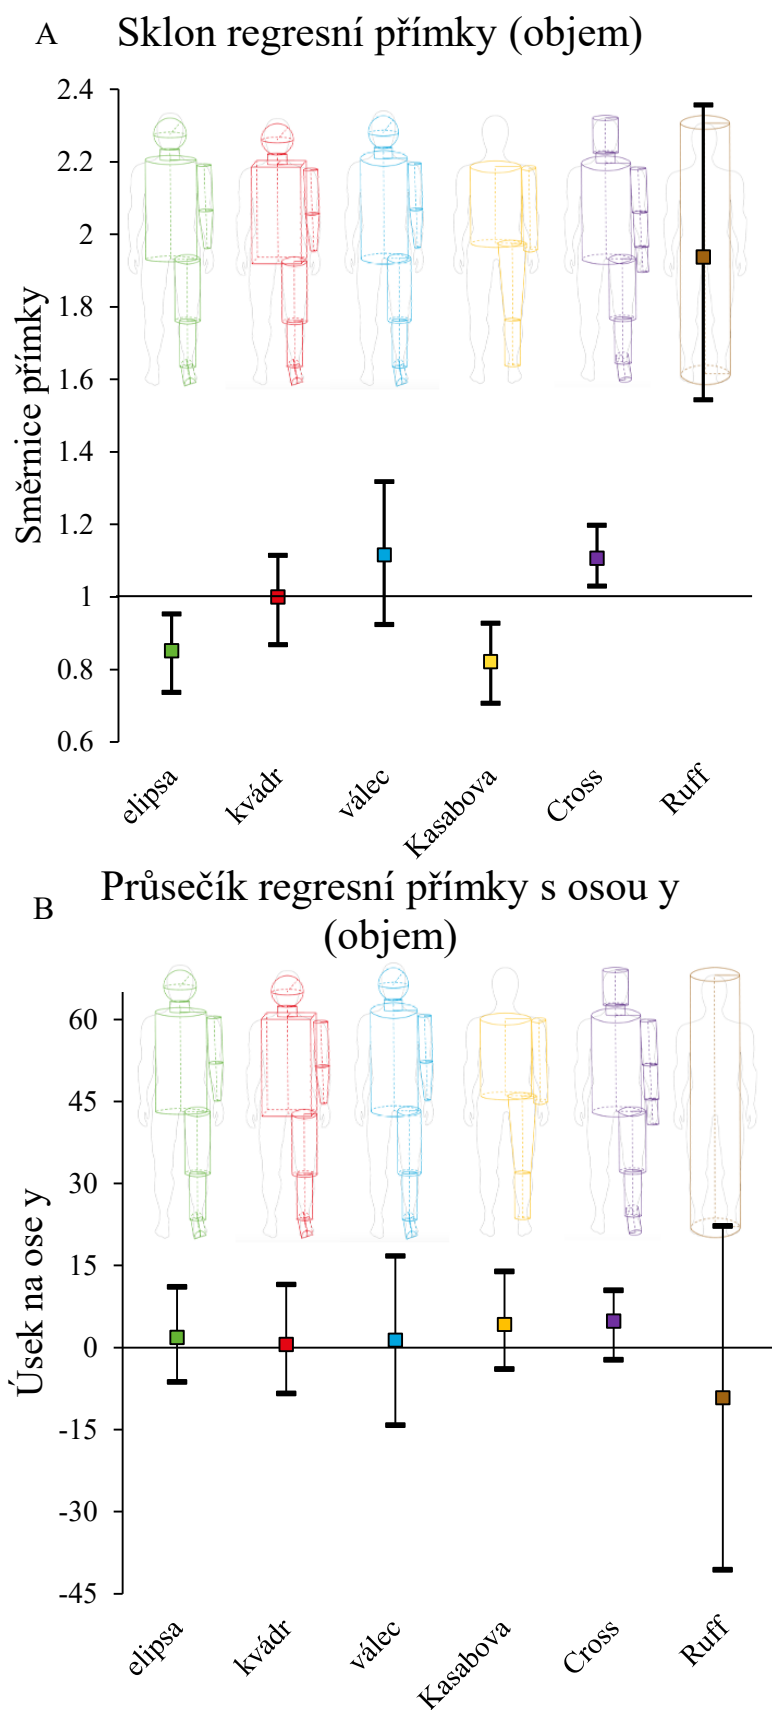 A
Sklon regresní přímky (objem)
Směrnice přímky
2.4
2.2
2
1.8
1.6
1.4
1.2
1
0.8
0.6
elipsa
kvádr
válec
Kasabova
Cross
Ruff
B
Průsečík regresní přímky s osou y
(objem)
Úsek na ose y
60
45
30
15
0
-15
-30
-45
elipsa
kvádr
válec
Kasabova
Cross
Ruff